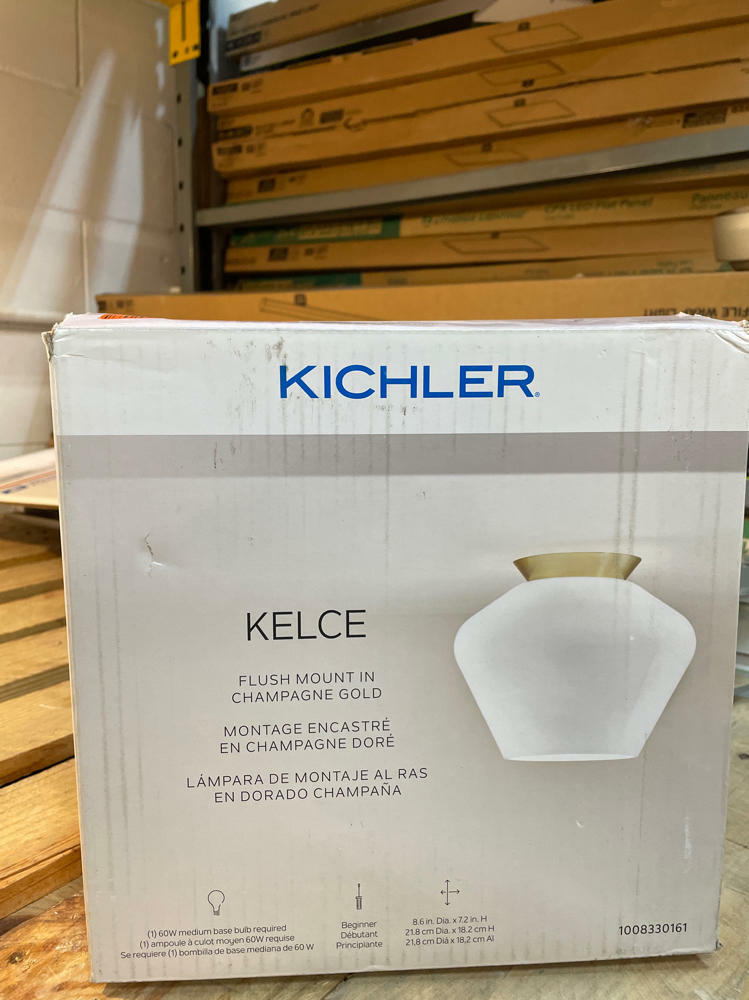 KICHLER®
KELCE
FLUSH MOUNT IN
CHAMPAGNE GOLD
MONTAGE ENCASTRÉ
EN CHAMPAGNE DORÉ
LÁMPARA DE MONTAJE AL RAS
EN DORADO CHAMPAÑA
(1) 60W medium base bulb required
(1) ampoule à culot moyen 60W requise
Se requiere (1) bombilla de base mediana de 60 W
Beginner
Débutant
Principiante
8.6 in. Dia. x 7.2 in. H
21.8 cm Dia. x 18.2 cm H
21,8 cm Diá x 18,2 cm Al
1008330161